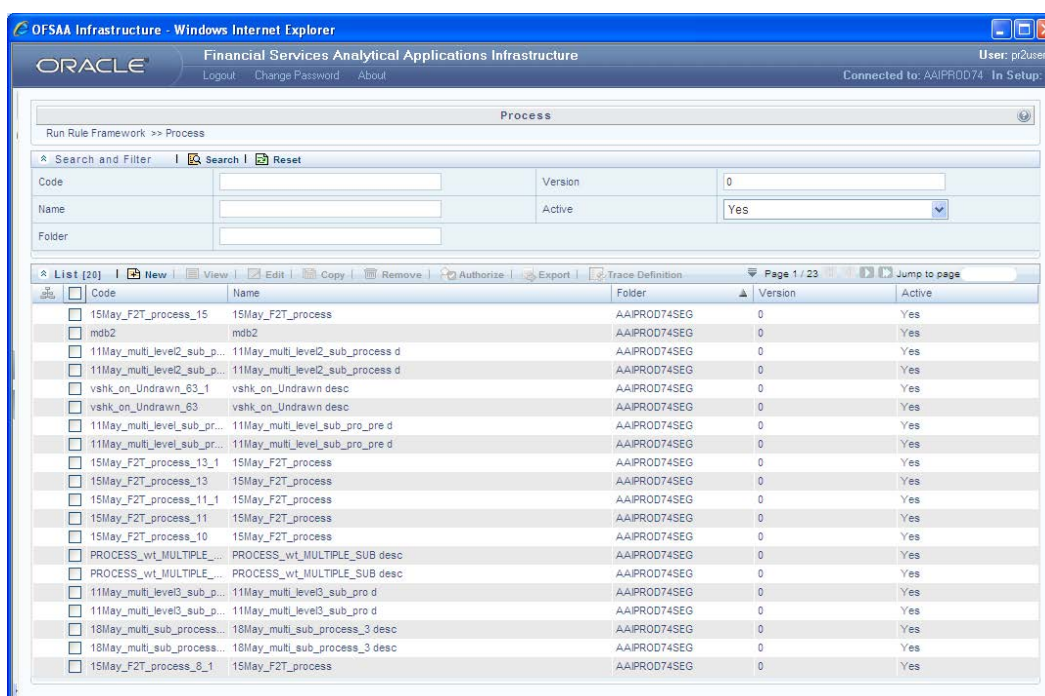 OFSAA Infrastructure - Windows Internet Explorer
ORACLE
Financial Services Analytical Applications Infrastructure
User: pr2user
Logout Change Password About
Connected to: AAIPROD74 In Setup:
Process
Run Rule Framework >> Process
Search and Filter | Search | Reset
Code Version 0
Name Active Yes
Folder
List [20] | New | View | Edit | Copy | Remove | Authorize | Export | Trace Definition Page 1 / 23 Jump to page
Code Name Folder Version Active
15May_F2T_process_15 15May_F2T_process AAIPROD74SEG 0 Yes
mdb2 mdb2 AAIPROD74SEG 0 Yes
11May_multi_level2_sub_p... 11May_multi_level2_sub_process d AAIPROD74SEG 0 Yes
11May_multi_level2_sub_p... 11May_multi_level2_sub_process d AAIPROD74SEG 0 Yes
vshk_on_Undrawn_63_1 vshk_on_Undrawn desc AAIPROD74SEG 0 Yes
vshk_on_Undrawn_63 vshk_on_Undrawn desc AAIPROD74SEG 0 Yes
11May_multi_level_sub_pr... 11May_multi_level_sub_pro_pre d AAIPROD74SEG 0 Yes
11May_multi_level_sub_pr... 11May_multi_level_sub_pro_pre d AAIPROD74SEG 0 Yes
15May_F2T_process_13_1 15May_F2T_process AAIPROD74SEG 0 Yes
15May_F2T_process_13 15May_F2T_process AAIPROD74SEG 0 Yes
15May_F2T_process_11_1 15May_F2T_process AAIPROD74SEG 0 Yes
15May_F2T_process_11 15May_F2T_process AAIPROD74SEG 0 Yes
15May_F2T_process_10 15May_F2T_process AAIPROD74SEG 0 Yes
PROCESS_wt_MULTIPLE_... PROCESS_wt_MULTIPLE_SUB desc AAIPROD74SEG 0 Yes
PROCESS_wt_MULTIPLE_... PROCESS_wt_MULTIPLE_SUB desc AAIPROD74SEG 0 Yes
11May_multi_level3_sub_p... 11May_multi_level3_sub_pro d AAIPROD74SEG 0 Yes
11May_multi_level3_sub_p... 11May_multi_level3_sub_pro d AAIPROD74SEG 0 Yes
18May_multi_sub_process... 18May_multi_sub_process_3 desc AAIPROD74SEG 0 Yes
18May_multi_sub_process... 18May_multi_sub_process_3 desc AAIPROD74SEG 0 Yes
15May_F2T_process_8_1 15May_F2T_process AAIPROD74SEG 0 Yes